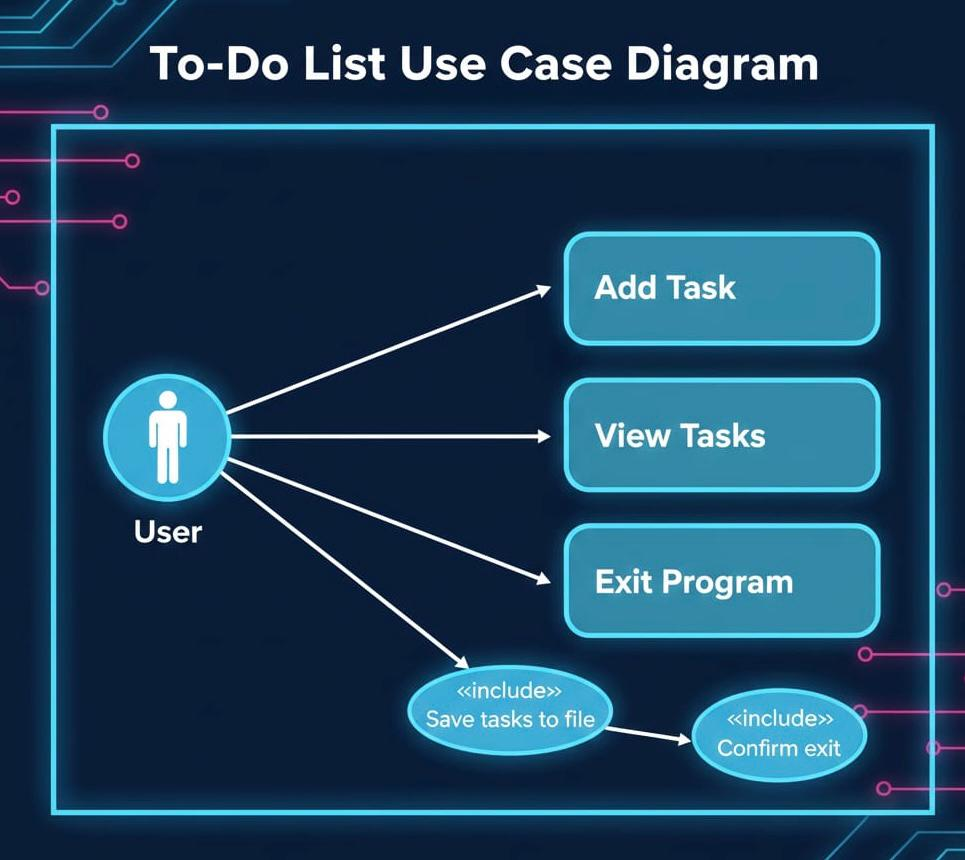 To-Do List Use Case Diagram
Add Task
View Tasks
User
Exit Program
«include»
Save tasks to file
«include»
Confirm exit